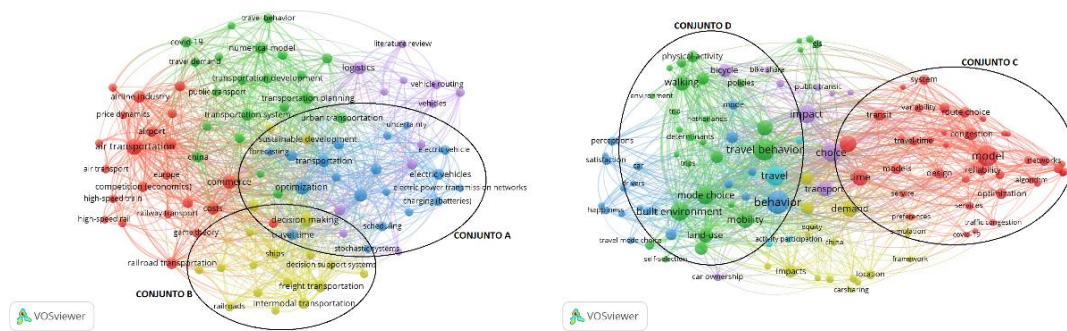 travel behavior
covid-19
numerical model
literature review
travel demand
logistics
transportation development
vehicle routing
public transport
airline industry
transportation planning
vehicles
price dynamics
transportation system
urban transportation
airport
uncertainty
air transportation
sustainable development
china
forecasting
electric vehicle
transportation
air transport
europe
electric vehicles
competition (economics)
commerce
optimization
electric power transmission networks
high-speed train
costs
charging (batteries)
railway transport
decision making
high-speed rail
scheduling
game theory
travel time
CONJUNTO A
stochastic systems
ships
railroad transportation
decision support systems
freight transportation
CONJUNTO B
railroads
intermodal transportation
VOSviewer
CONJUNTO D
gis
physical activity
bicycle
bike share
CONJUNTO C
walking
policies
system
public transit
environment
variability
route choice
trip
mode
impact
transit
netherlands
perceptions
determinants
travel-time
congestion
travel behavior
choice
model
satisfaction
car
trips
networks
models
reliability
travel
time
design
algorithm
drivers
transport
mode choice
service
optimization
behavior
happiness
built environment
preferences
services
mobility
demand
traffic congestion
equity
simulation
covid-19
travel mode choice
land-use
activity participation
china
self-selection
framework
car ownership
impacts
location
carsharing
VOSviewer